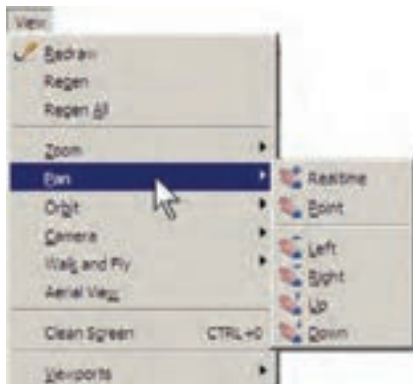 View
Redraw
Regen
Regen All
Zoom
Pan
Orbit
Camera
Walk and Fly
Aerial View
Clean Screen CTRL+0
Viewports
Realtime
Point
Left
Right
Up
Down